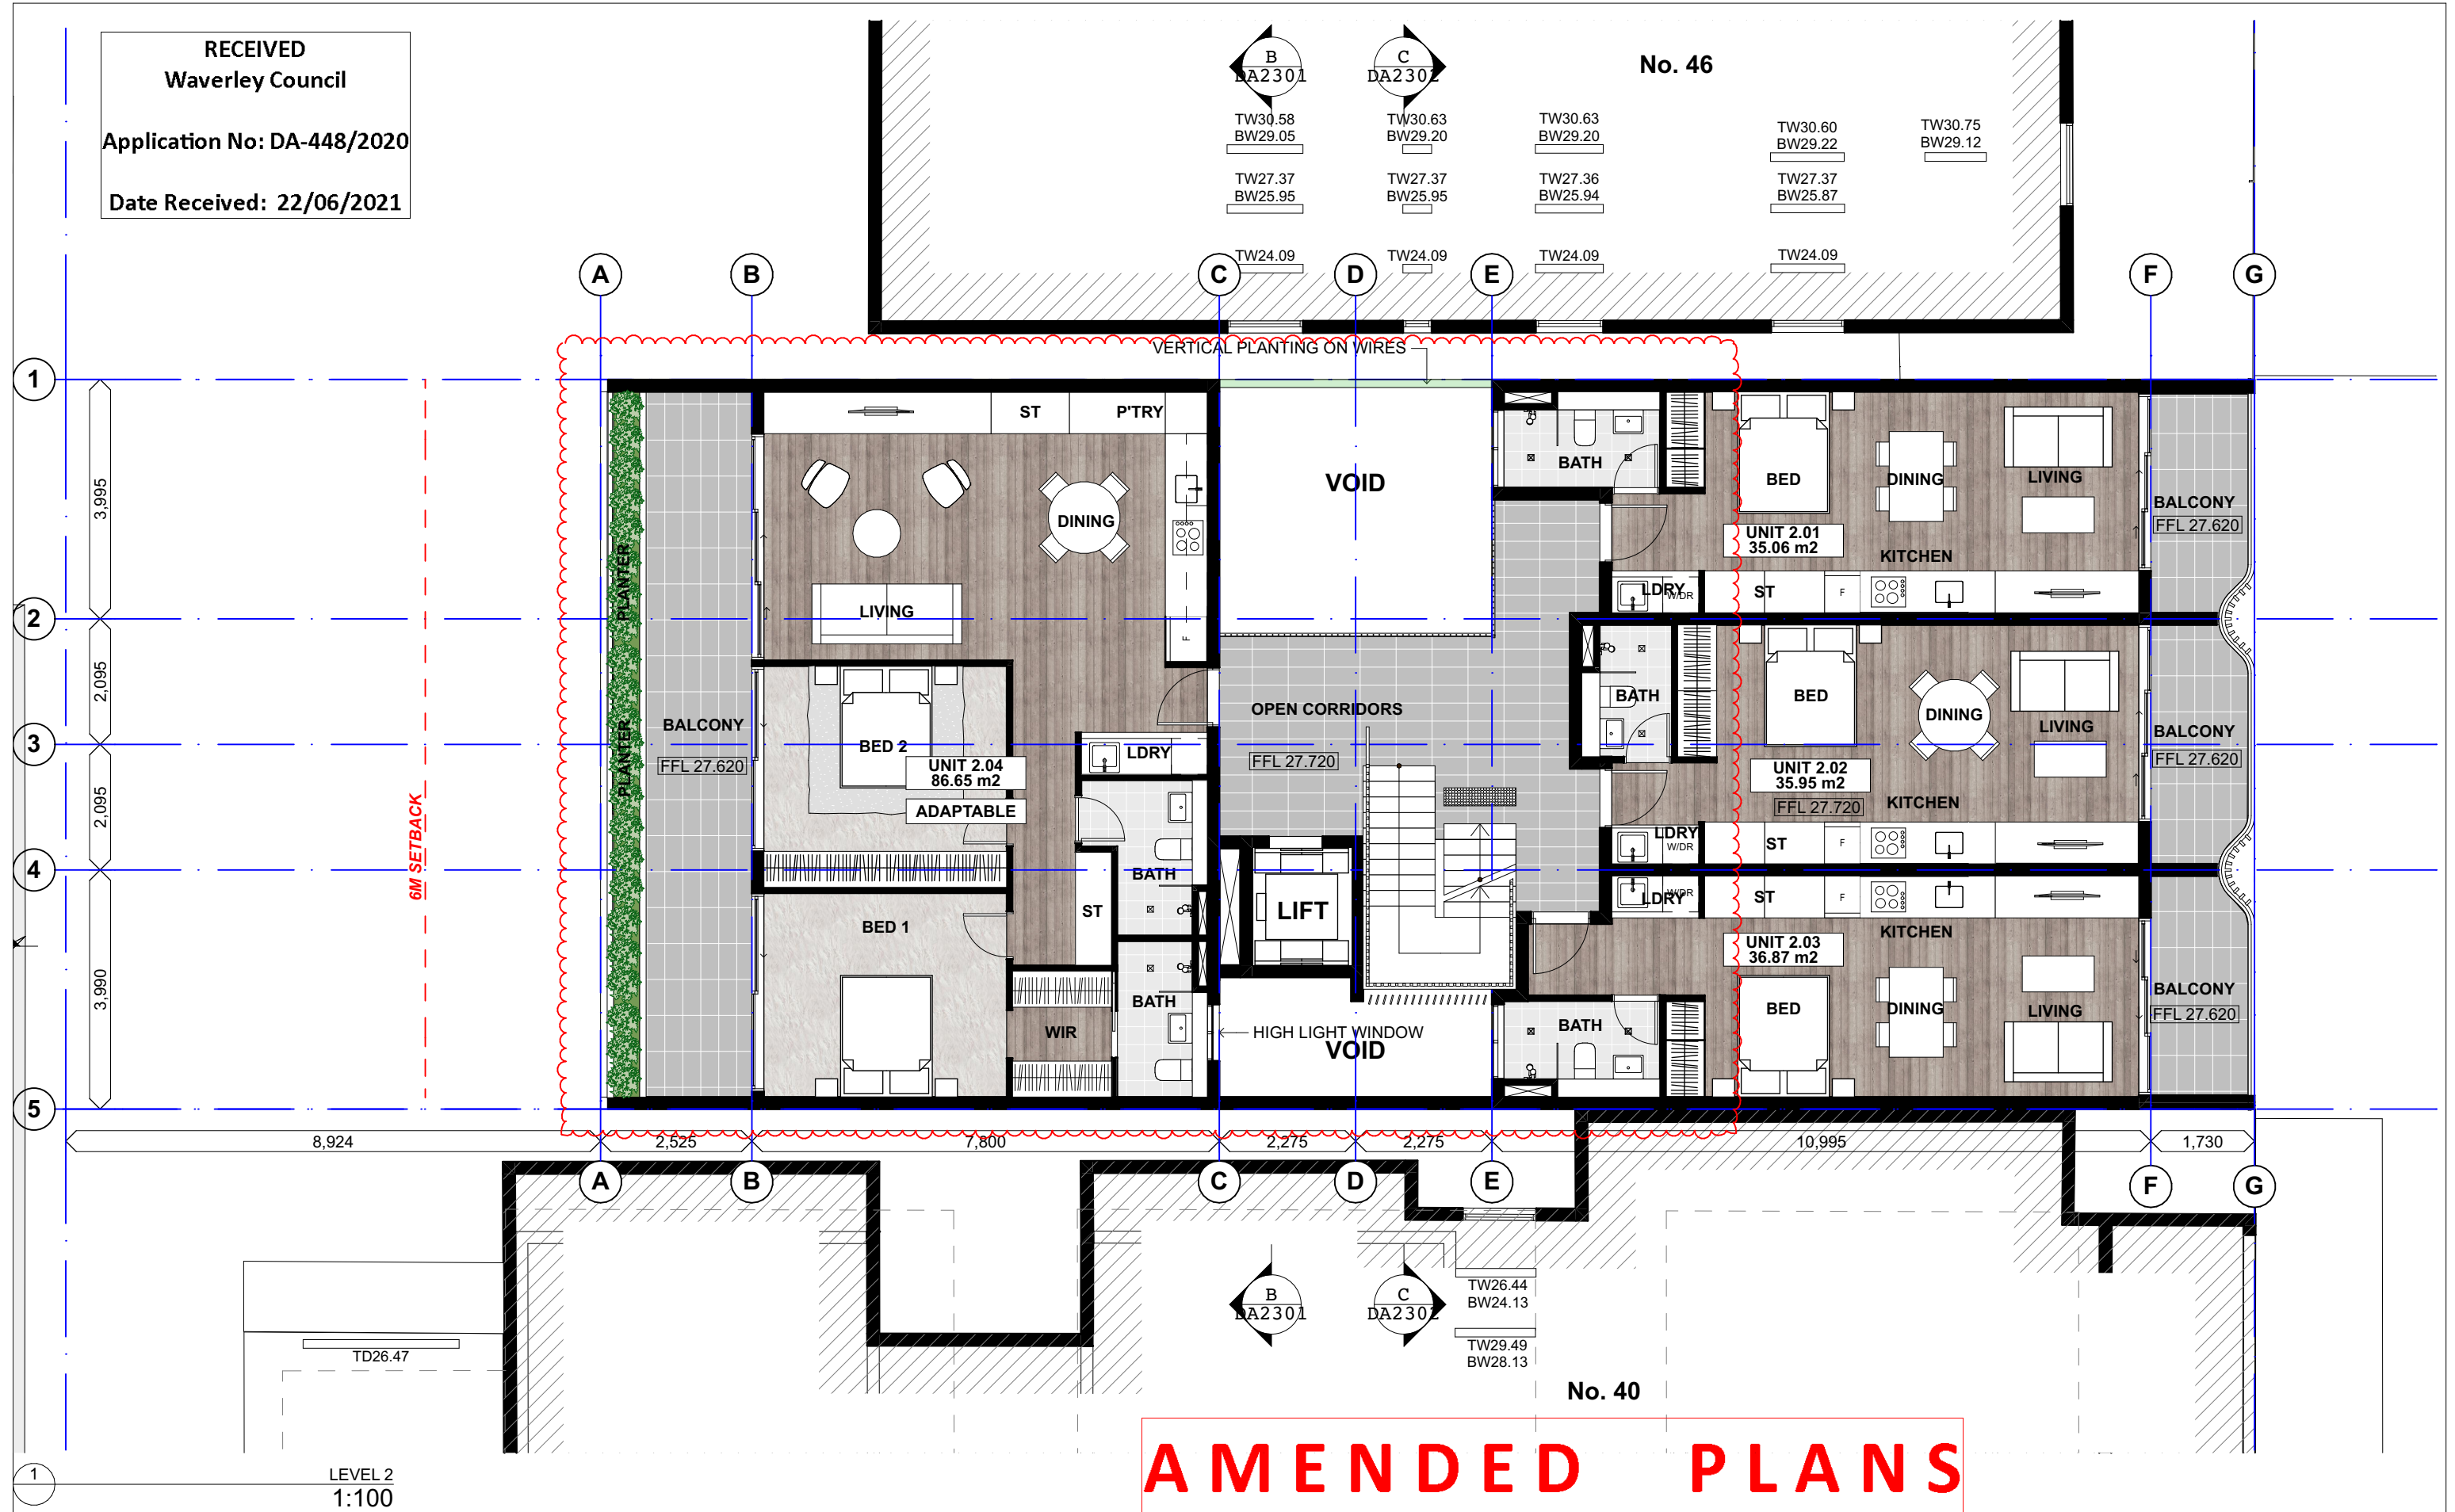 RECEIVED
Waverley Council
Application No: DA-448/2020
Date Received: 22/06/2021
B
DA2301
C
DA2302
No. 46
TW30.58
BW29.05
TW30.63
BW29.20
TW30.63
BW29.20
TW30.60
BW29.22
TW30.75
BW29.12
TW27.37
BW25.95
TW27.37
BW25.95
TW27.36
BW25.94
TW27.37
BW25.87
TW24.09
TW24.09
TW24.09
TW24.09
A
B
C
D
E
F
G
VERTICAL PLANTING ON WIRES
1
2
3
4
5
3,995
2,095
2,095
3,990
6M SETBACK
PLANTER
PLANTER
BALCONY
FFL 27.620
ST
P'TRY
DINING
LIVING
F
BED 2
UNIT 2.04
86.65 m2
ADAPTABLE
LDRY
BATH
ST
BED 1
WIR
BATH
VOID
OPEN CORRIDORS
FFL 27.720
LIFT
HIGH LIGHT WINDOW
VOID
BATH
BED
DINING
LIVING
UNIT 2.01
35.06 m2
KITCHEN
LDRY
W/DR
ST
F
BALCONY
FFL 27.620
BATH
BED
DINING
LIVING
UNIT 2.02
35.95 m2
FFL 27.720
KITCHEN
LDRY
W/DR
ST
F
BALCONY
FFL 27.620
LDRY
W/DR
ST
F
KITCHEN
UNIT 2.03
36.87 m2
BED
DINING
LIVING
BATH
BALCONY
FFL 27.620
8,924
2,525
7,800
2,275
2,275
10,995
1,730
A
B
C
D
E
F
G
B
DA2301
C
DA2302
TW26.44
BW24.13
TW29.49
BW28.13
TD26.47
No. 40
AMENDED PLANS
1
LEVEL 2
1:100